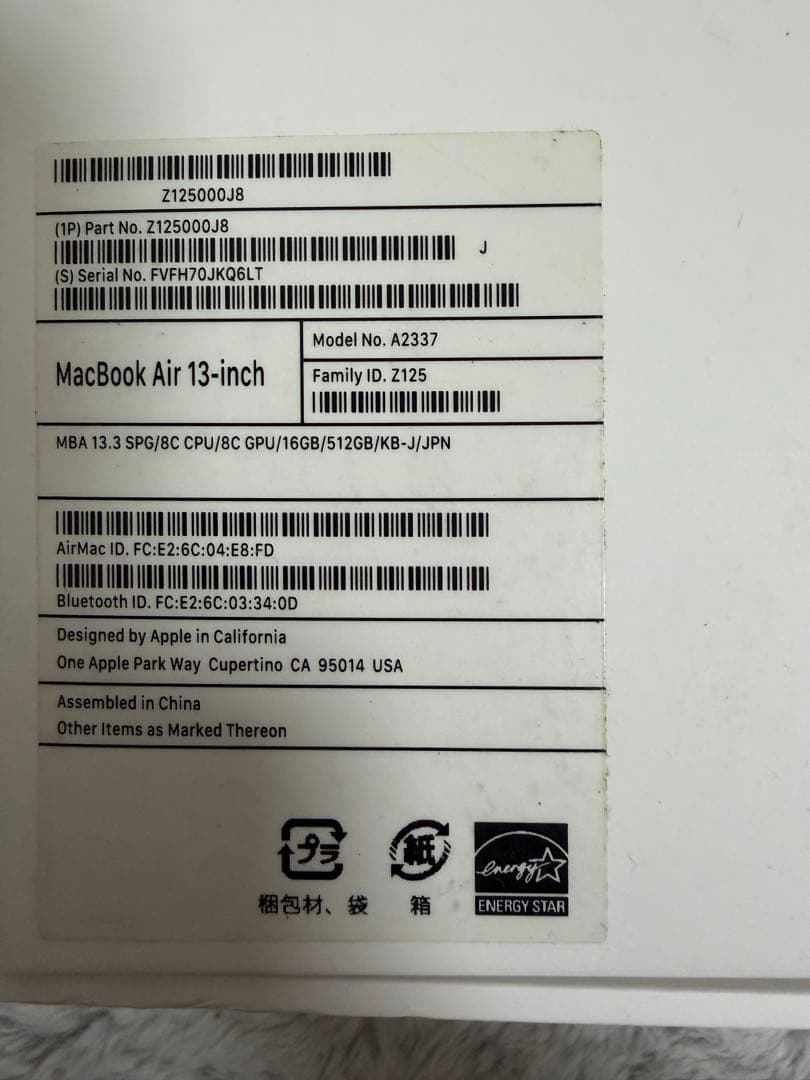 Z125000J8
(1P) Part No. Z125000J8
J
(S) Serial No. FVFH70JKQ6LT
MacBook Air 13-inch
Model No. A2337
Family ID. Z125
MBA 13.3 SPG/8C CPU/8C GPU/16GB/512GB/KB-J/JPN
AirMac ID. FC:E2:6C:04:E8:FD
Bluetooth ID. FC:E2:6C:03:34:0D
Designed by Apple in California
One Apple Park Way Cupertino CA 95014 USA
Assembled in China
Other Items as Marked Thereon
プラ
紙
energy
梱包材、袋
箱
ENERGY STAR